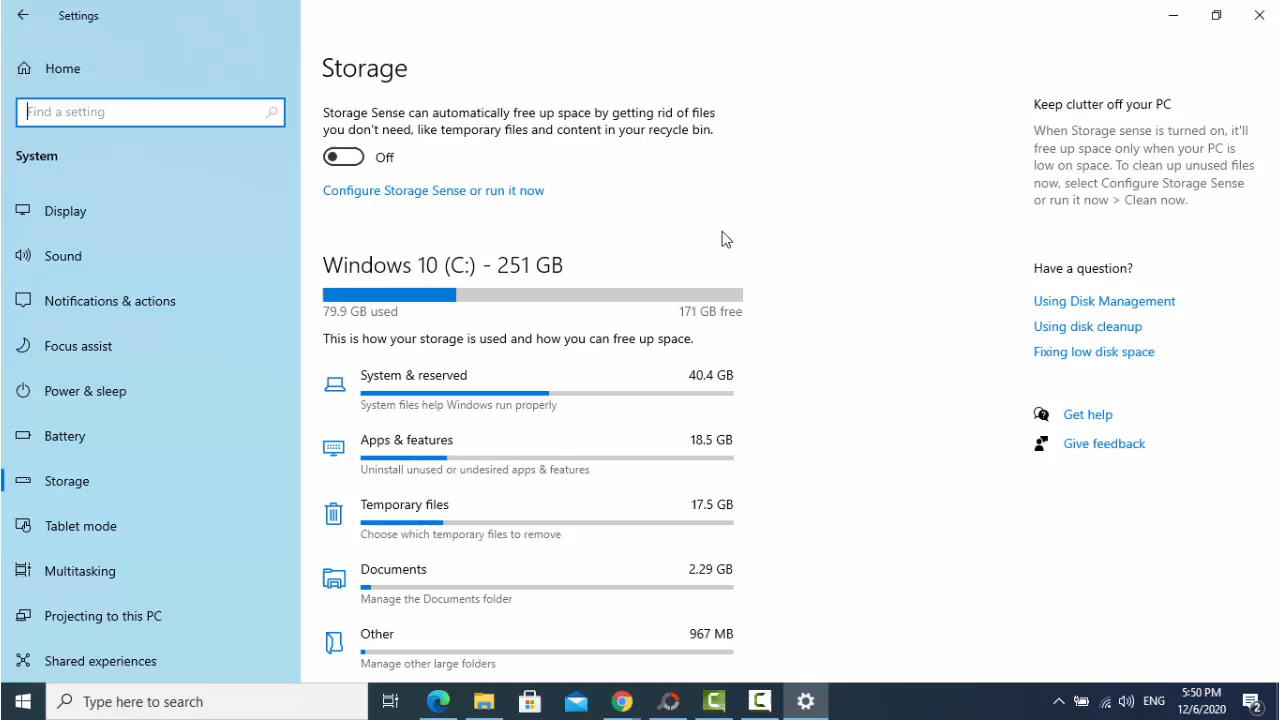 Settings
Home
Find a setting
System
Display
Sound
Notifications & actions
Focus assist
Power & sleep
Battery
Storage
Tablet mode
Multitasking
Projecting to this PC
Shared experiences
Storage
Storage Sense can automatically free up space by getting rid of files
you don't need, like temporary files and content in your recycle bin.
Off
Configure Storage Sense or run it now
Windows 10 (C:) - 251 GB
79.9 GB used 171 GB free
This is how your storage is used and how you can free up space.
System & reserved 40.4 GB
System files help Windows run properly
Apps & features 18.5 GB
Uninstall unused or undesired apps & features
Temporary files 17.5 GB
Choose which temporary files to remove
Documents 2.29 GB
Manage the Documents folder
Other 967 MB
Manage other large folders
Keep clutter off your PC
When Storage sense is turned on, it'll
free up space only when your PC is
low on space. To clean up unused files
now, select Configure Storage Sense
or run it now > Clean now.
Have a question?
Using Disk Management
Using disk cleanup
Fixing low disk space
Get help
Give feedback
Type here to search
ENG
5:50 PM
12/6/2020
2